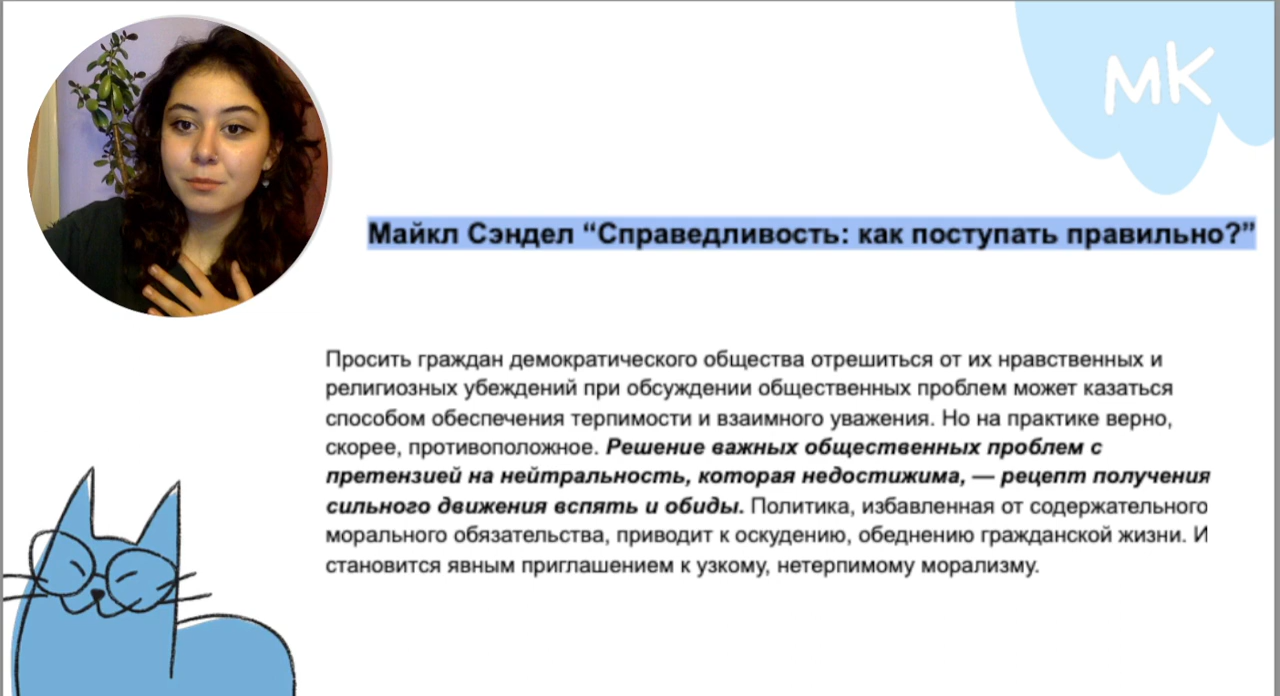 МК
Майкл Сэндел “Справедливость: как поступать правильно?”
Просить граждан демократического общества отрешиться от их нравственных и
религиозных убеждений при обсуждении общественных проблем может казаться
способом обеспечения терпимости и взаимного уважения. Но на практике верно,
скорее, противоположное. Решение важных общественных проблем с
претензией на нейтральность, которая недостижима, — рецепт получения
сильного движения вспять и обиды. Политика, избавленная от содержательного
морального обязательства, приводит к оскудению, обеднению гражданской жизни. И
становится явным приглашением к узкому, нетерпимому морализму.